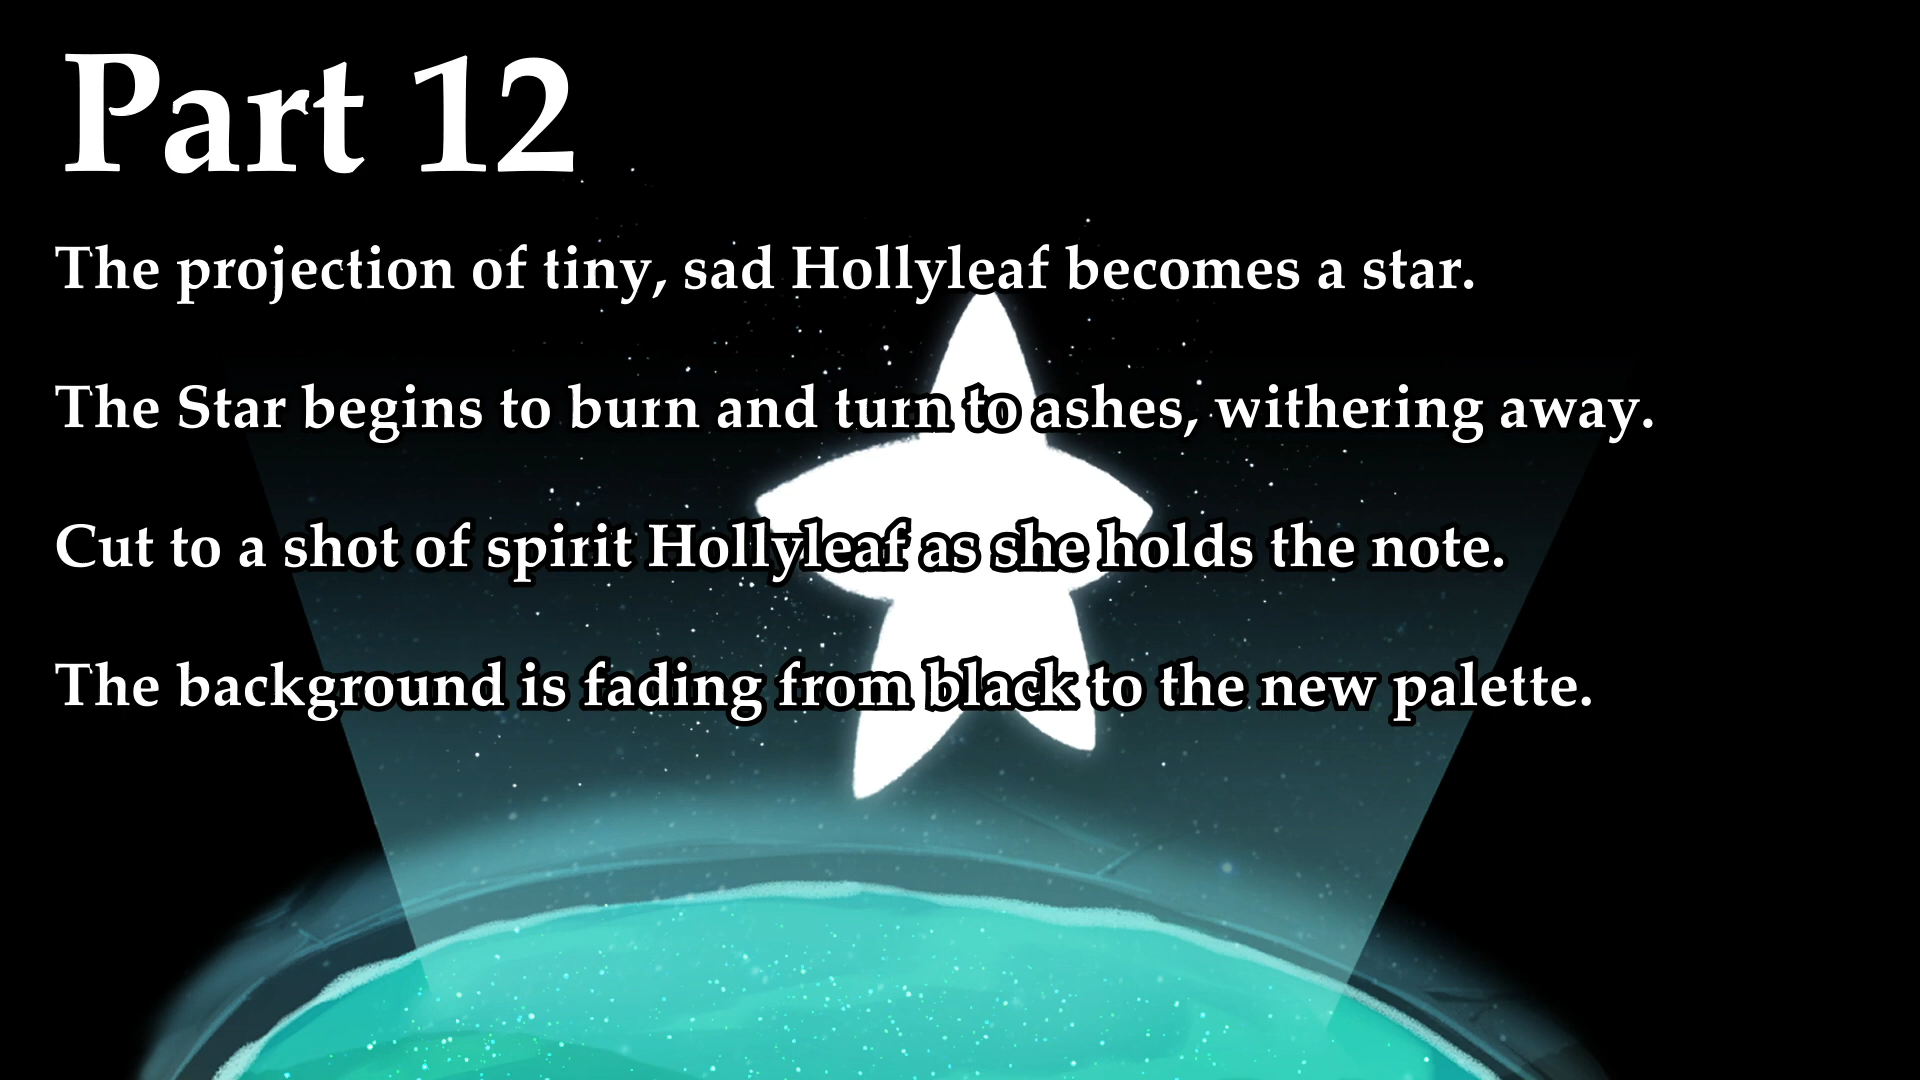 Part 12
The projection of tiny, sad Hollyleaf becomes a star.
The Star begins to burn and turn to ashes, withering away.
Cut to a shot of spirit Hollyleaf as she holds the note.
The background is fading from black to the new palette.